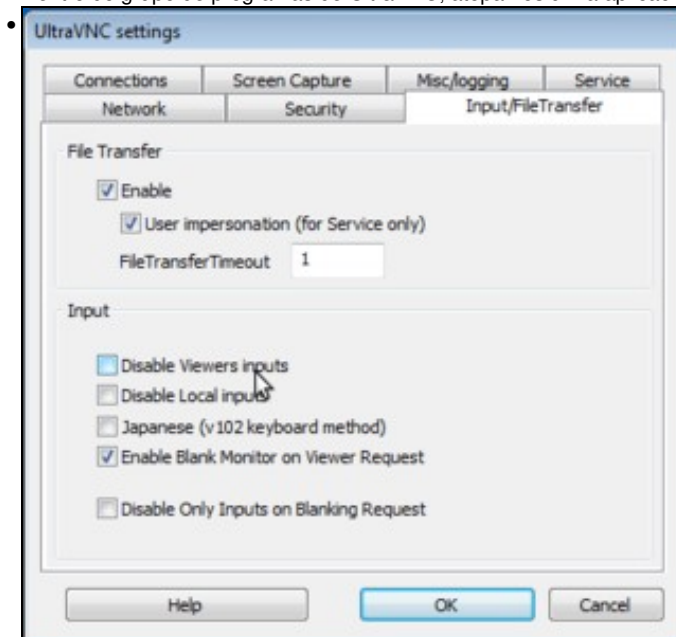 UltraVNC settings
Connections Screen Capture Misc/logging Service
Network Security Input/FileTransfer
File Transfer
Enable
User impersonation (for Service only)
FileTransferTimeout 1
Input
Disable Viewers inputs
Disable Local inputs
Japanese (v102 keyboard method)
Enable Blank Monitor on Viewer Request
Disable Only Inputs on Blanking Request
Help OK Cancel